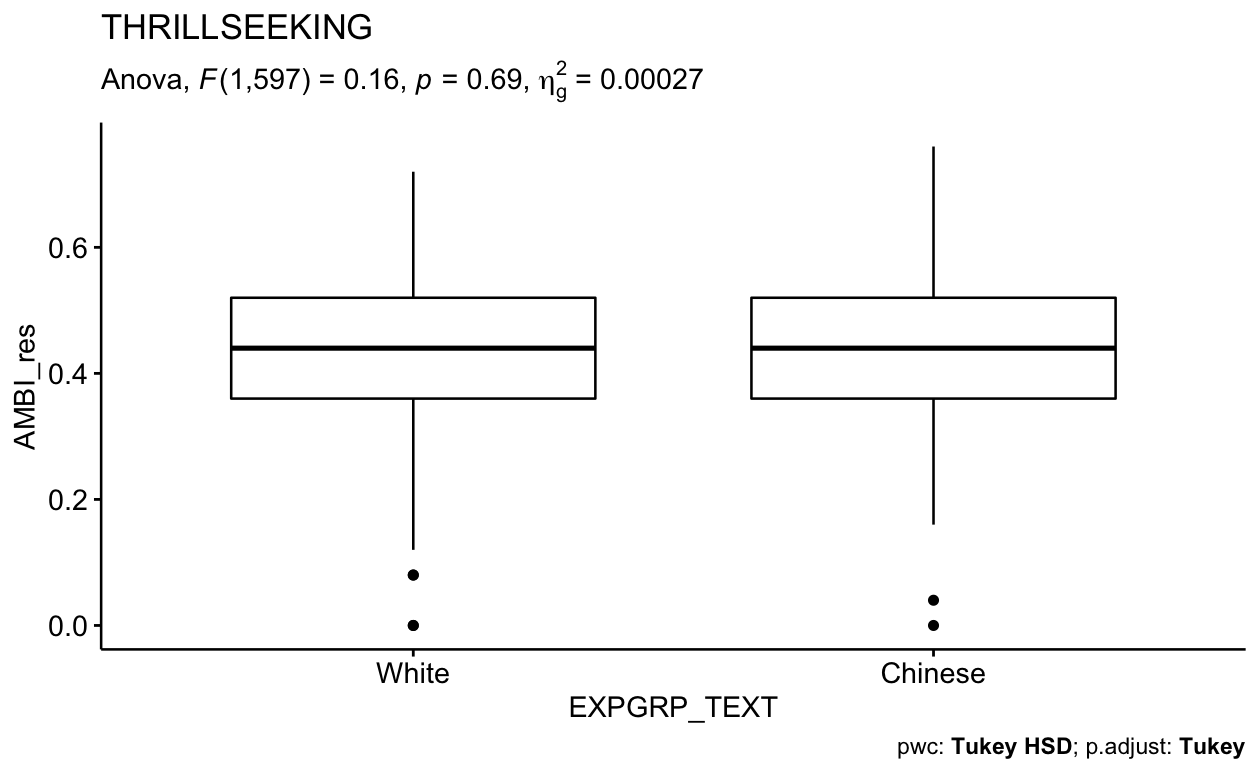 THRILLSEEKING
Anova, F(1,597) = 0.16, p = 0.69, η²g = 0.00027
AMBI_res
0.6
0.4
0.2
0.0
White Chinese
EXPGRP_TEXT
pwc: Tukey HSD; p.adjust: Tukey